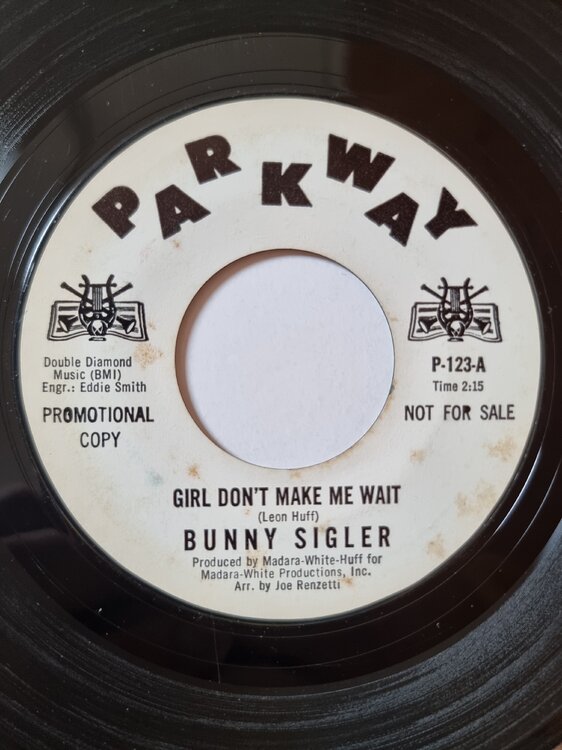 PARKWAY
Double Diamond
Music (BMI)
Engr.: Eddie Smith
PROMOTIONAL
COPY
P-123-A
Time 2:15
NOT FOR SALE
GIRL DON'T MAKE ME WAIT
(Leon Huff)
BUNNY SIGLER
Produced by Madara-White-Huff for
Madara-White Productions, Inc.
Arr. by Joe Renzetti